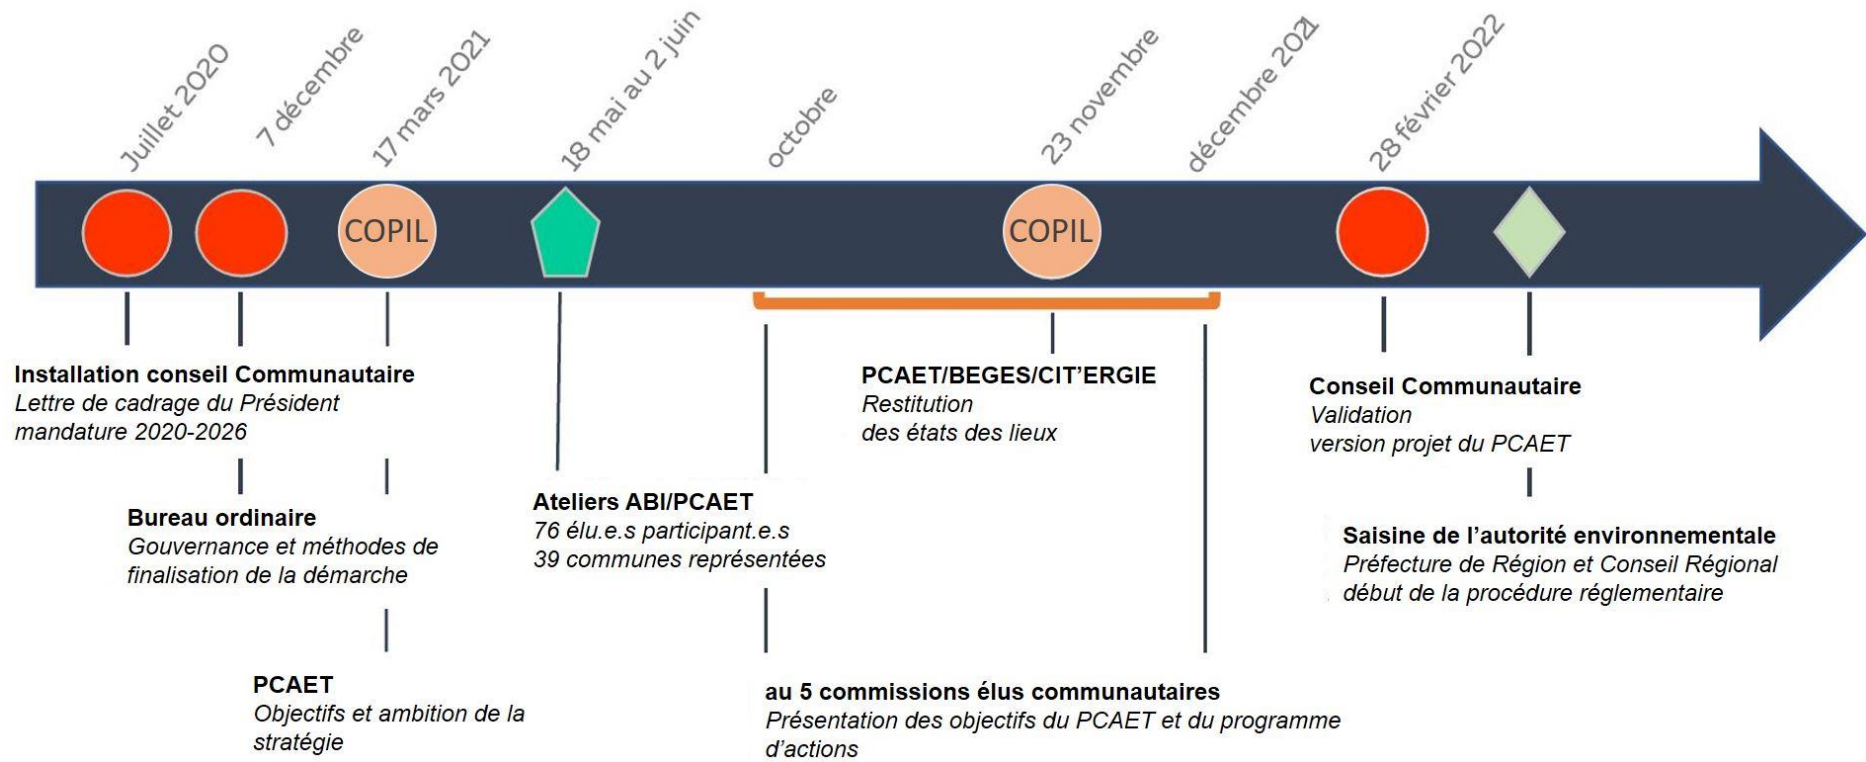 Juillet 2020
7 décembre
17 mars 2021
18 mai au 2 juin
octobre
23 novembre
décembre 2021
28 février 2022
COPIL
COPIL
Installation conseil Communautaire
Lettre de cadrage du Président
mandature 2020-2026
Bureau ordinaire
Gouvernance et méthodes de
finalisation de la démarche
PCAET
Objectifs et ambition de la
stratégie
Ateliers ABI/PCAET
76 élu.e.s participant.e.s
39 communes représentées
PCAET/BEGES/CIT’ERGIE
Restitution
des états des lieux
au 5 commissions élus communautaires
Présentation des objectifs du PCAET et du programme
d’actions
Conseil Communautaire
Validation
version projet du PCAET
Saisine de l’autorité environnementale
Préfecture de Région et Conseil Régional
début de la procédure réglementaire